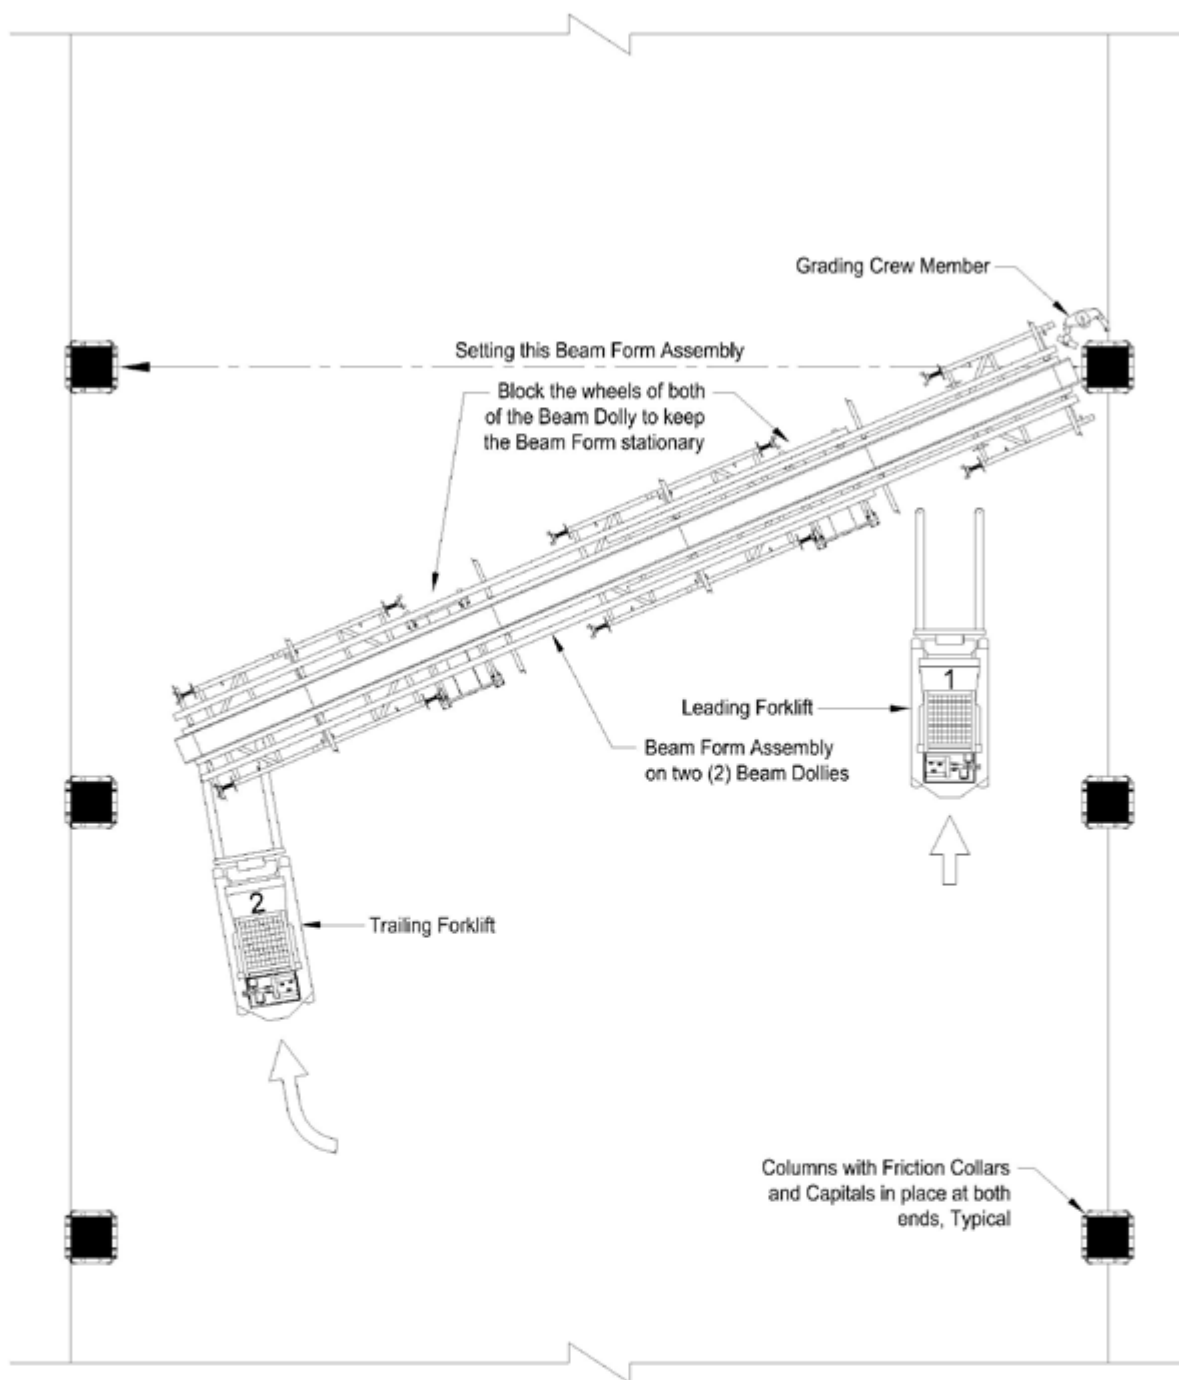 Grading Crew Member
Setting this Beam Form Assembly
Block the wheels of both
of the Beam Dolly to keep
the Beam Form stationary
1
Leading Forklift
Beam Form Assembly
on two (2) Beam Dollies
2
Trailing Forklift
Columns with Friction Collars
and Capitals in place at both
ends, Typical